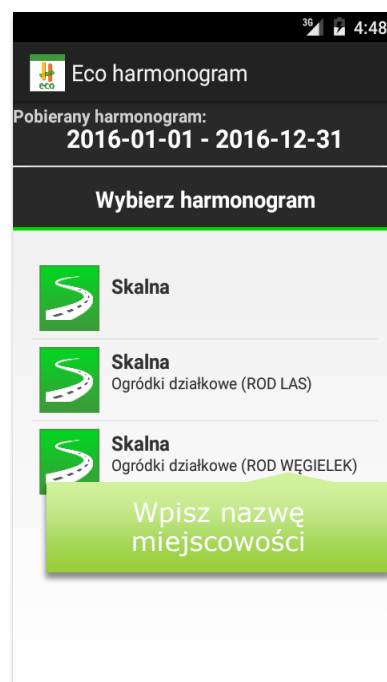 3G 4:48
eco Eco harmonogram
Pobierany harmonogram:
2016-01-01 - 2016-12-31
Wybierz harmonogram
Skalna
Skalna
Ogródki działkowe (ROD LAS)
Skalna
Ogródki działkowe (ROD WĘGIELEK)
Wpisz nazwę
miejscowości